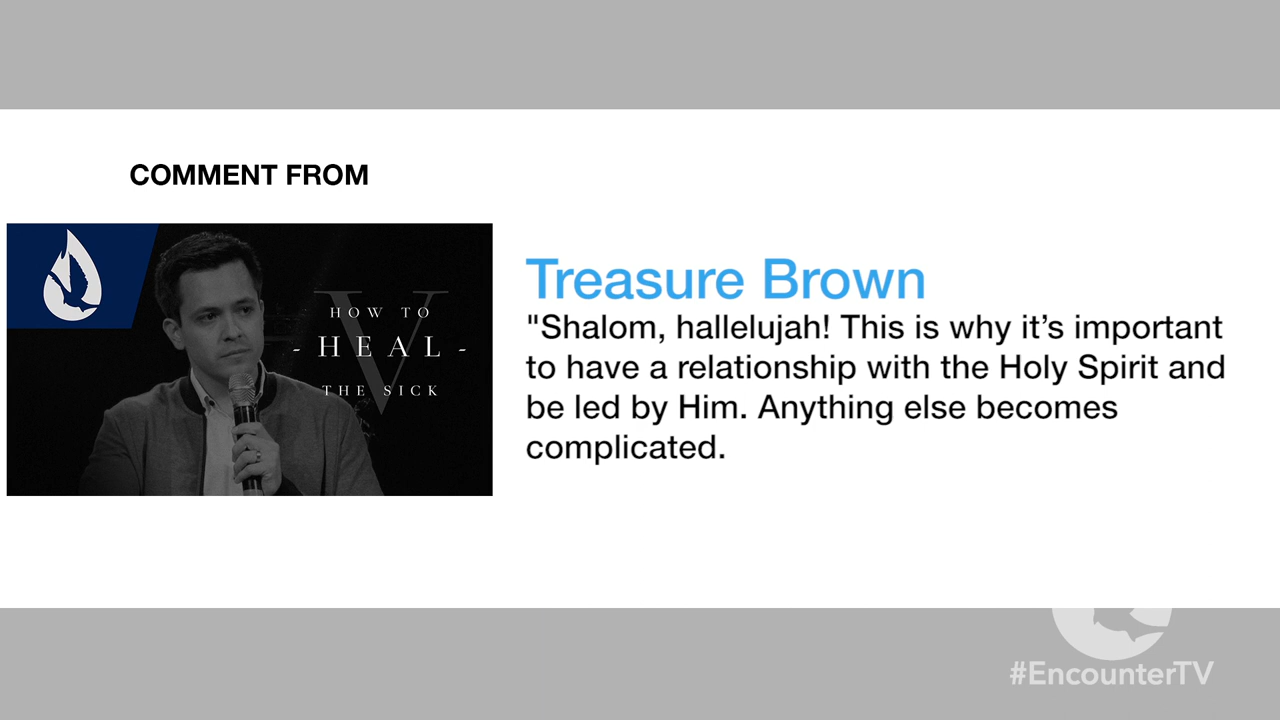 COMMENT FROM
V
HOW TO
- HEAL -
THE SICK
Treasure Brown
"Shalom, hallelujah! This is why it’s important
to have a relationship with the Holy Spirit and
be led by Him. Anything else becomes
complicated.
#EncounterTV